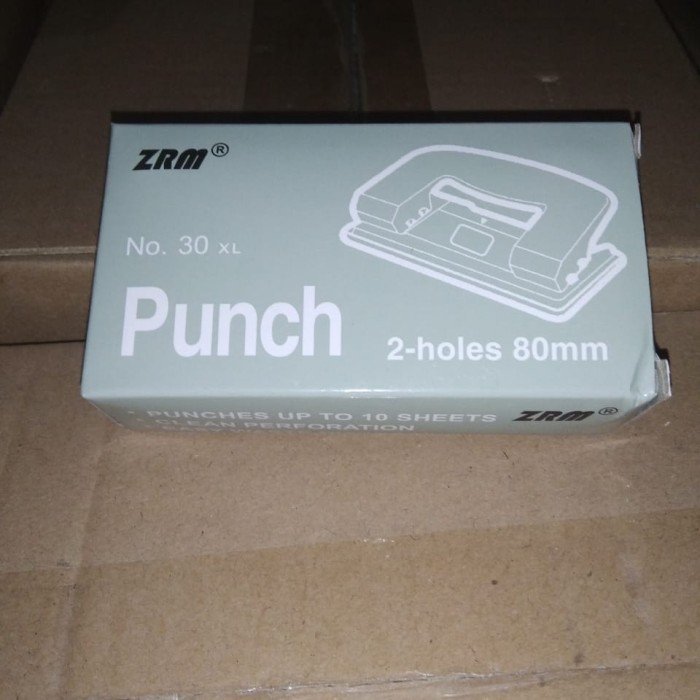 ZRM®
No. 30 XL
Punch
2-holes 80mm
• PUNCHES UP TO 10 SHEETS
ZRM®
• CLEAN PERFORATION